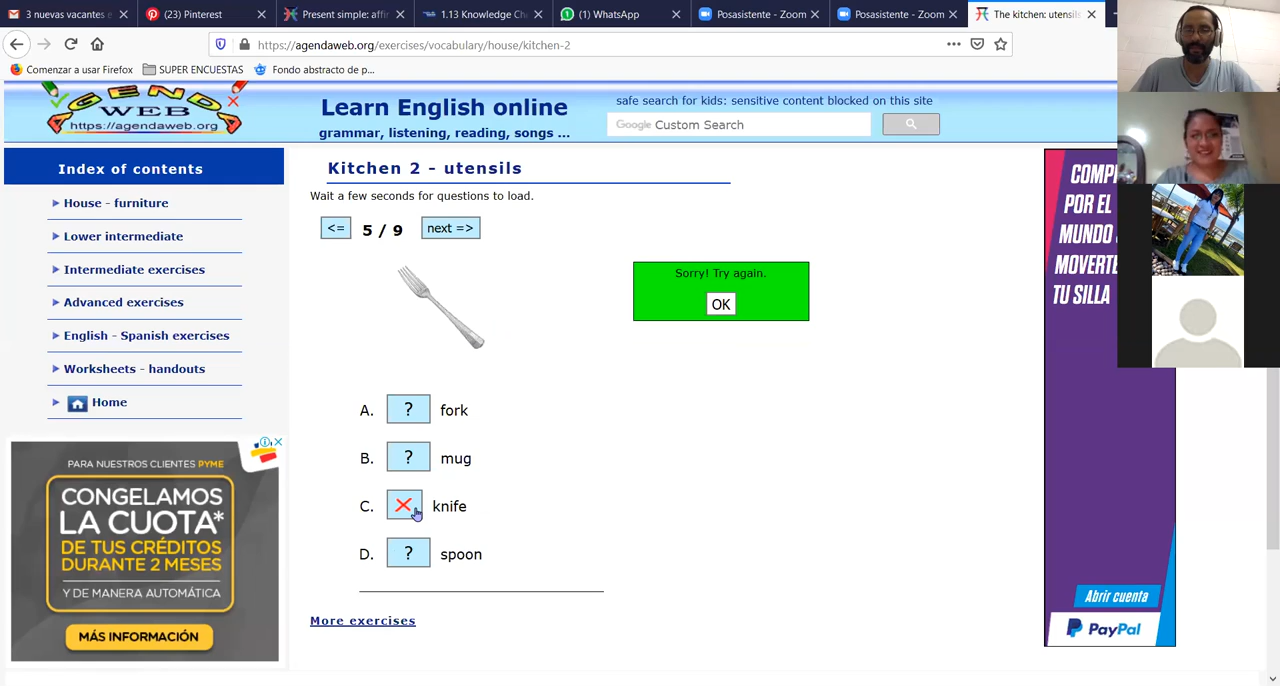 3 nuevas vacantes e
(23) Pinterest
Present simple: affir
1.13 Knowledge Che
(1) WhatsApp
Posasistente - Zoom
Posasistente - Zoom
The kitchen: utensils
https://agendaweb.org/exercises/vocabulary/house/kitchen-2
Comenzar a usar Firefox
SUPER ENCUESTAS
Fondo abstracto de p...
GEND
WEB
https://agendaweb.org
Learn English online
grammar, listening, reading, songs ...
safe search for kids: sensitive content blocked on this site
Google Custom Search
Index of contents
House - furniture
Lower intermediate
Intermediate exercises
Advanced exercises
English - Spanish exercises
Worksheets - handouts
Home
Kitchen 2 - utensils
Wait a few seconds for questions to load.
<= 5 / 9 next =>
Sorry! Try again.
OK
A. ? fork
B. ? mug
C. knife
D. ? spoon
More exercises
PARA NUESTROS CLIENTES PYME
CONGELAMOS
LA CUOTA*
DE TUS CRÉDITOS
DURANTE 2 MESES
Y DE MANERA AUTOMÁTICA
MÁS INFORMACIÓN
COMP
POR EL
MUNDO
MOVERTE
TU SILLA
Abrir cuenta
PayPal